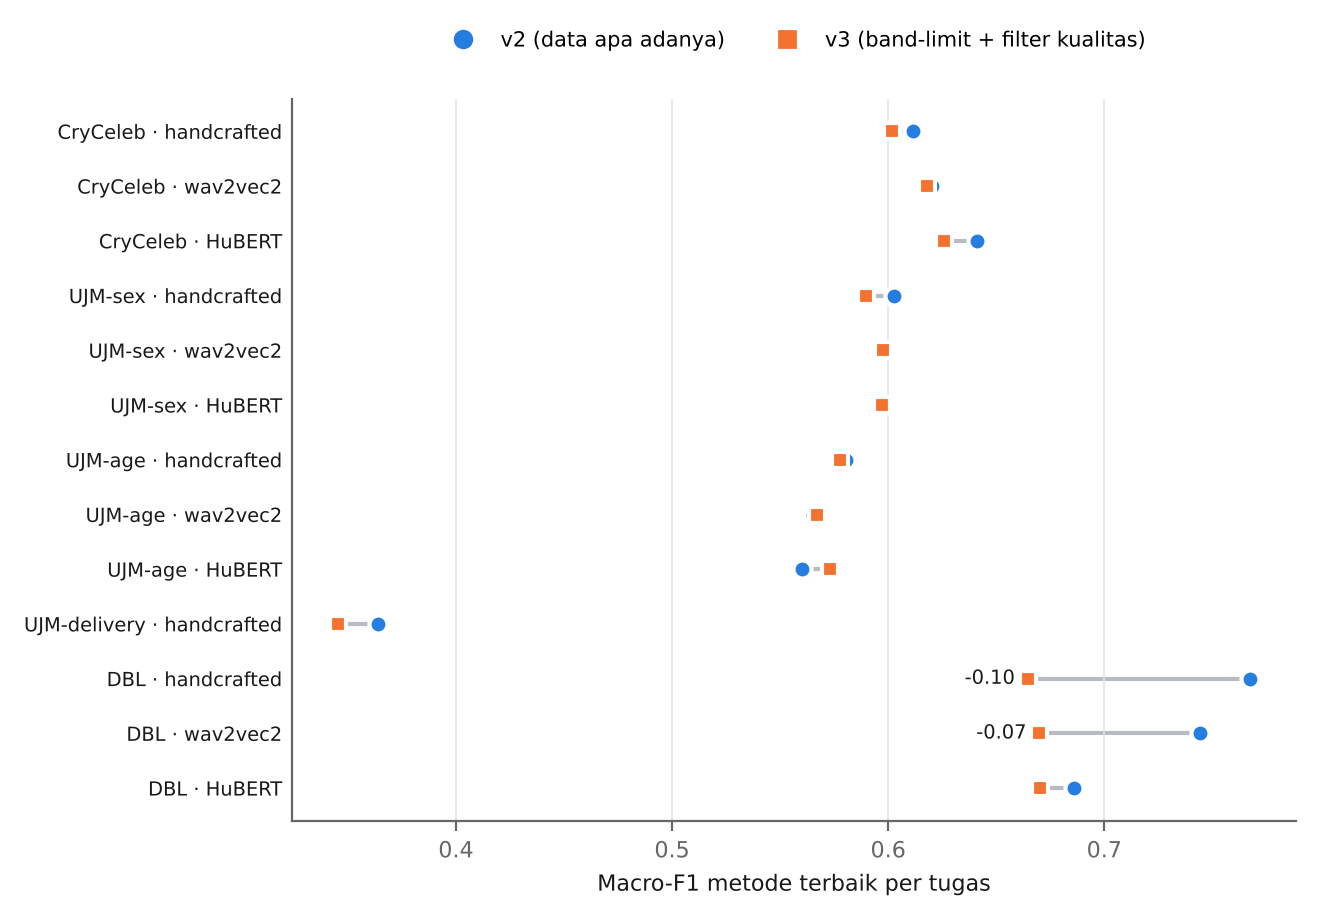 v2 (data apa adanya)
v3 (band-limit + filter kualitas)
CryCeleb · handcrafted
CryCeleb · wav2vec2
CryCeleb · HuBERT
UJM-sex · handcrafted
UJM-sex · wav2vec2
UJM-sex · HuBERT
UJM-age · handcrafted
UJM-age · wav2vec2
UJM-age · HuBERT
UJM-delivery · handcrafted
DBL · handcrafted
-0.10
DBL · wav2vec2
-0.07
DBL · HuBERT
0.4 0.5 0.6 0.7
Macro-F1 metode terbaik per tugas